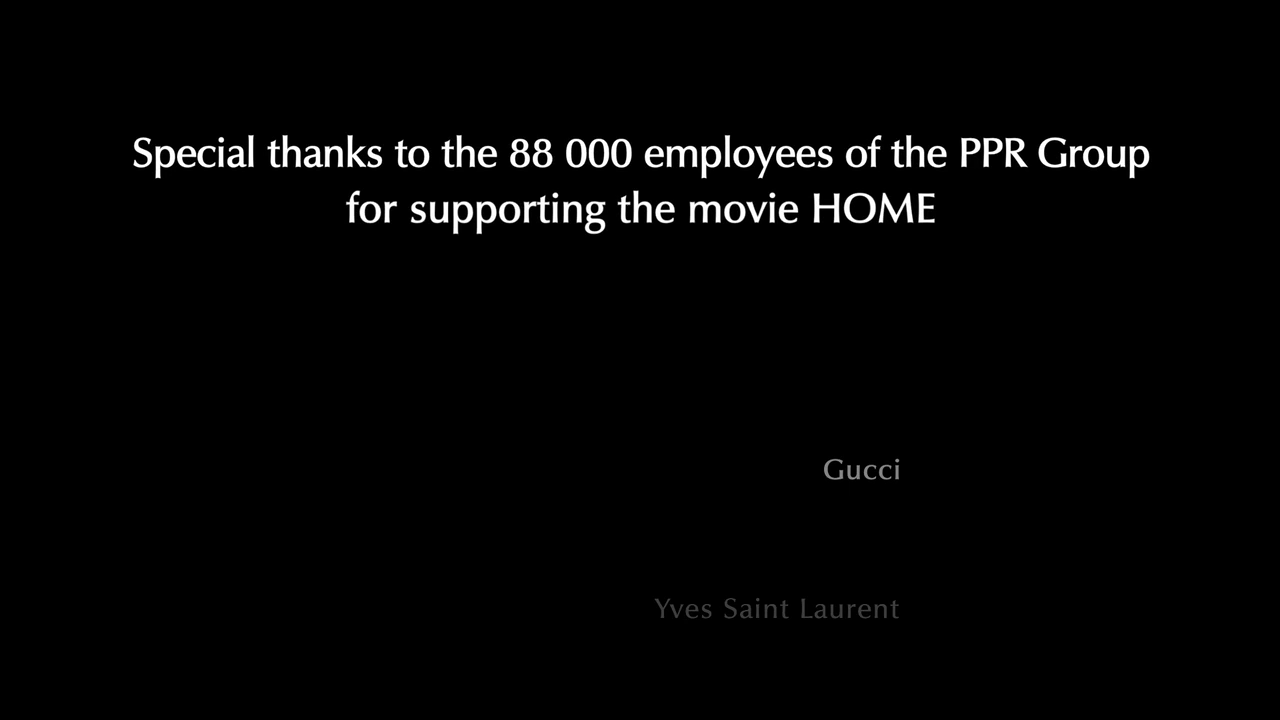 Special thanks to the 88 000 employees of the PPR Group
for supporting the movie HOME
Gucci
Yves Saint Laurent